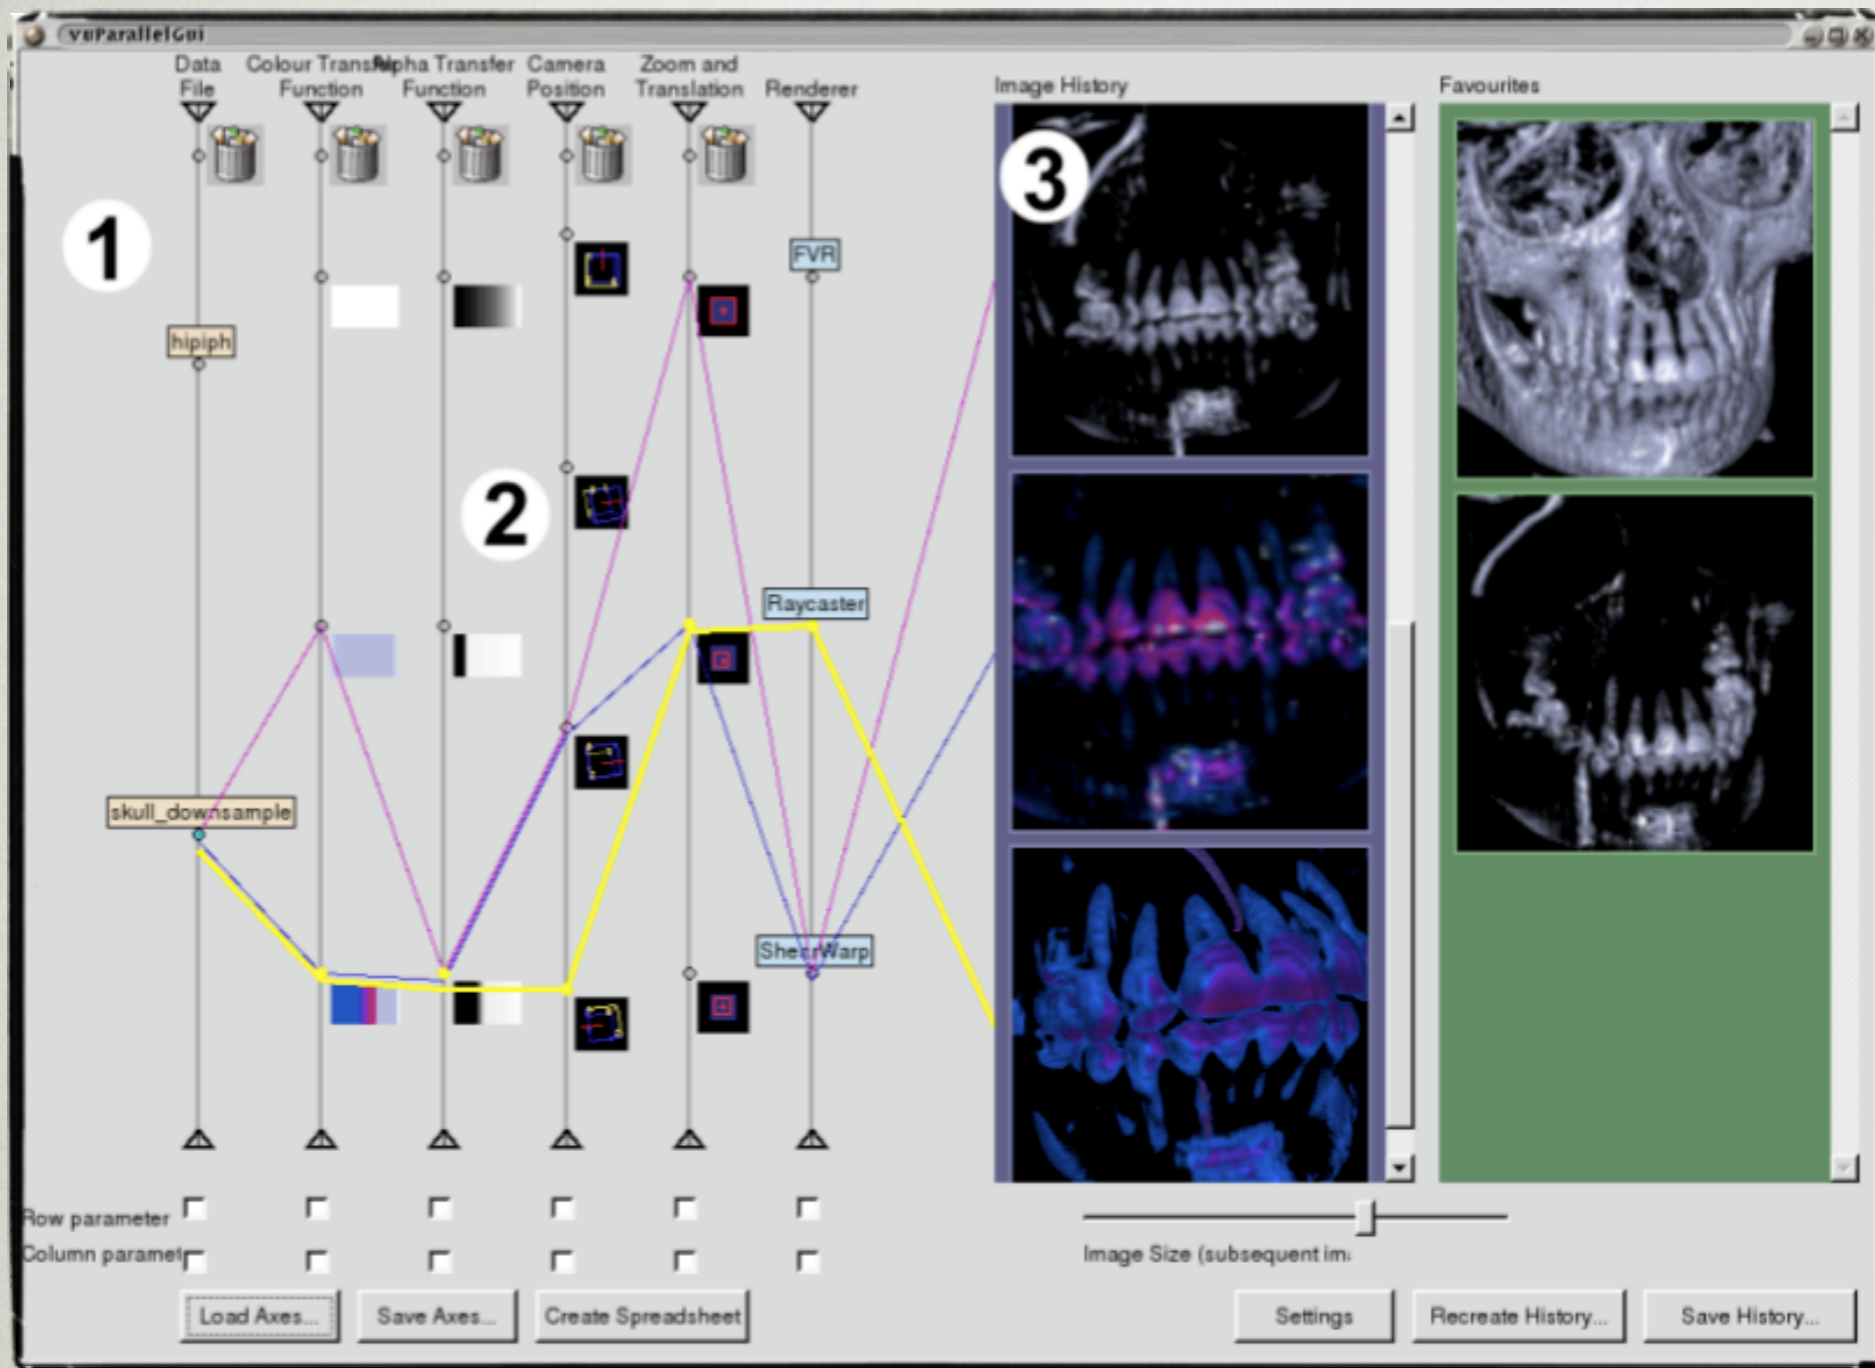 vuParallelGui
Data
File
Colour Transfer
Function
Alpha Transfer
Function
Camera
Position
Zoom and
Translation
Renderer
Image History
Favourites
1
2
3
FVR
hipiph
Raycaster
skull_downsample
ShearWarp
Row parameter
Column paramet
Image Size (subsequent im
Load Axes...
Save Axes...
Create Spreadsheet
Settings
Recreate History...
Save History...